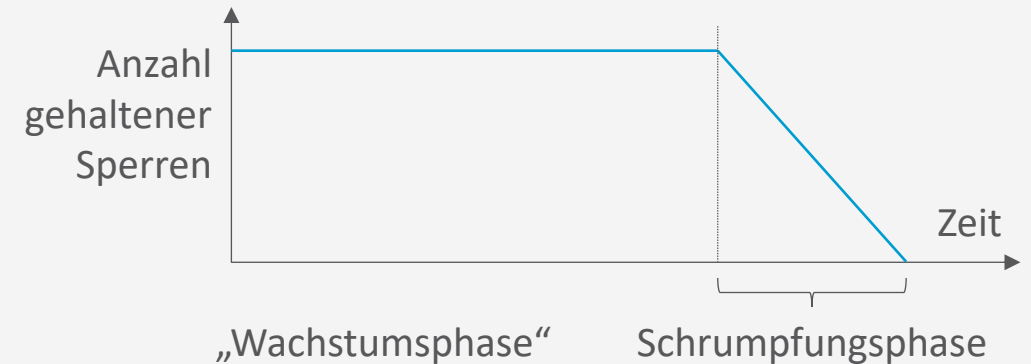 Anzahl
gehaltener
Sperren
Zeit
„Wachstumsphase“
Schrumpfungsphase